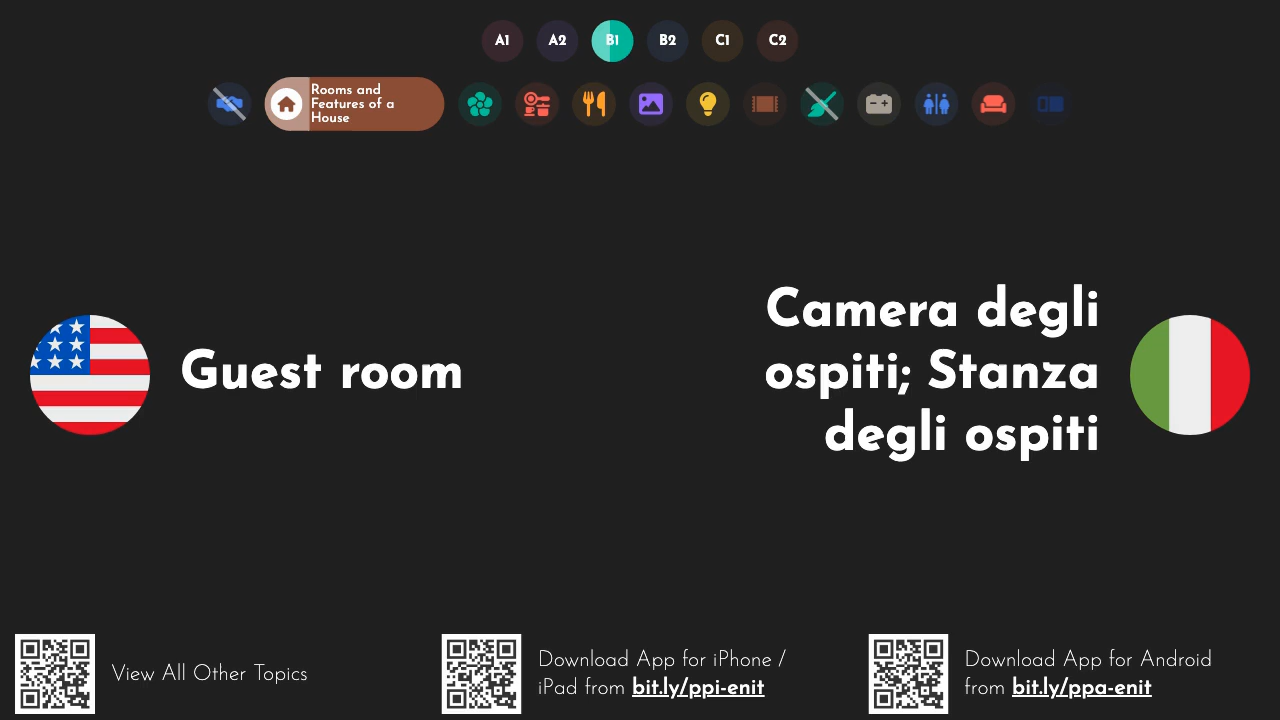 A1 A2 B1 B2 C1 C2
Rooms and
Features of a
House
Guest room
Camera degli
ospiti; Stanza
degli ospiti
View All Other Topics
Download App for iPhone /
iPad from bit.ly/ppi-enit
Download App for Android
from bit.ly/ppa-enit